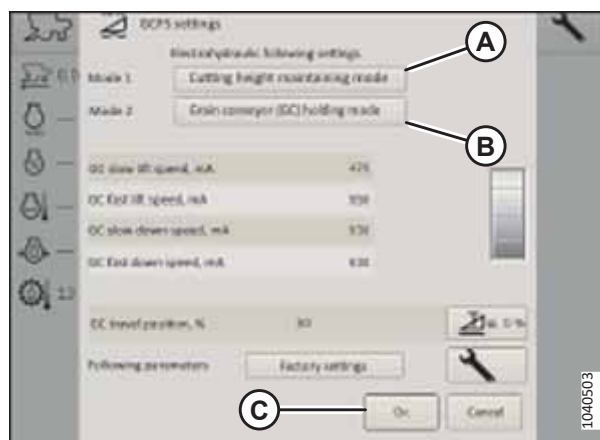 GCFS settings
A
Electrohydraulic following settings
Mode 1 Cutting height maintaining mode
Mode 2 Grain conveyor (GC) holding mode
B
GC slow lift speed, mA
GC fast lift speed, mA
GC slow down speed, mA
GC fast down speed, mA
GC travel position, %
Following parameters Factory settings
C
Ok Cancel
1040503